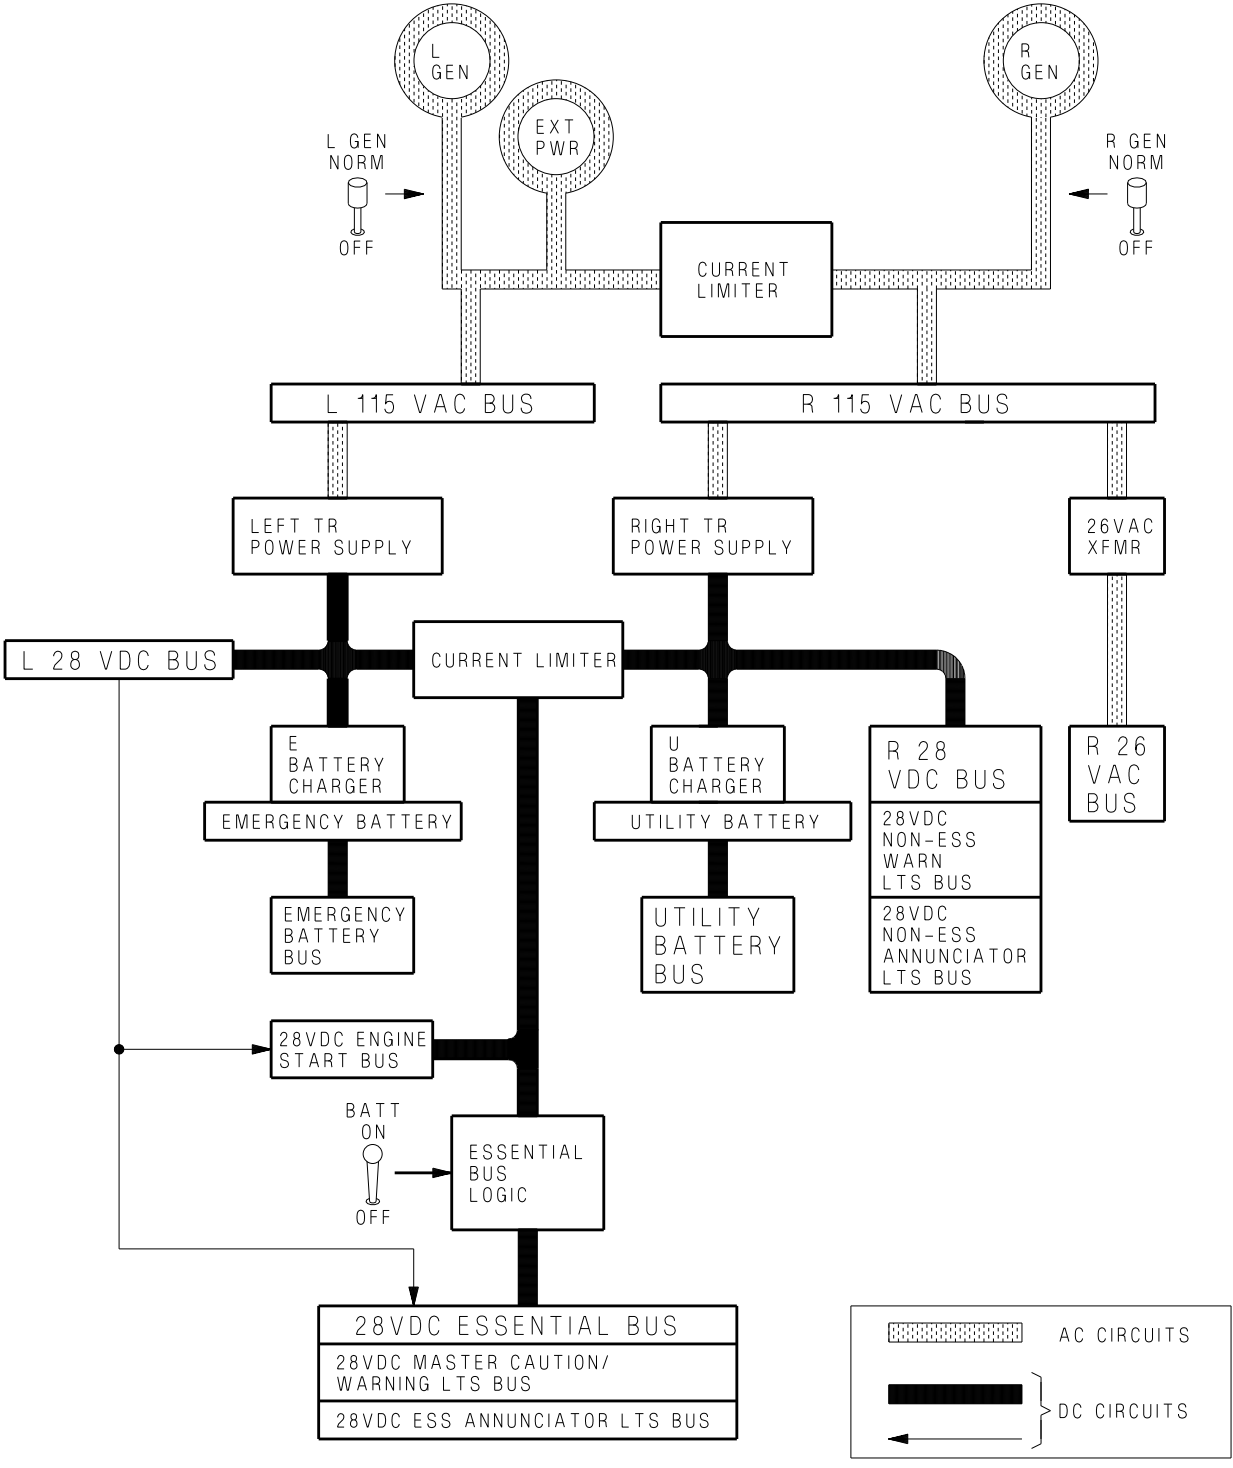 L
GEN
R
GEN
EXT
PWR
L GEN
NORM
OFF
R GEN
NORM
OFF
CURRENT
LIMITER
L 115 VAC BUS
R 115 VAC BUS
LEFT TR
POWER SUPPLY
RIGHT TR
POWER SUPPLY
26VAC
XFMR
L 28 VDC BUS
CURRENT LIMITER
E
BATTERY
CHARGER
EMERGENCY BATTERY
U
BATTERY
CHARGER
UTILITY BATTERY
R 28
VDC BUS
28VDC
NON-ESS
WARN
LTS BUS
28VDC
NON-ESS
ANNUNCIATOR
LTS BUS
R 26
VAC
BUS
EMERGENCY
BATTERY
BUS
UTILITY
BATTERY
BUS
28VDC ENGINE
START BUS
BATT
ON
OFF
ESSENTIAL
BUS
LOGIC
28VDC ESSENTIAL BUS
28VDC MASTER CAUTION/
WARNING LTS BUS
28VDC ESS ANNUNCIATOR LTS BUS
AC CIRCUITS
DC CIRCUITS